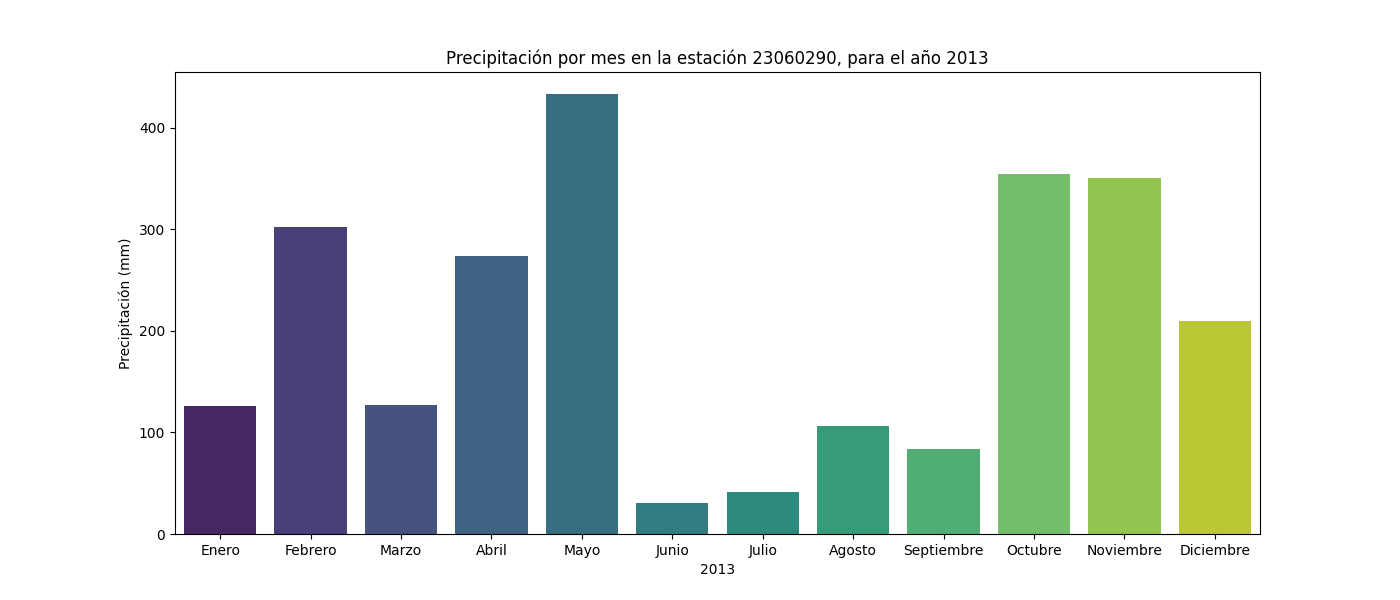 Precipitación por mes en la estación 23060290, para el año 2013
Precipitación (mm)
400
300
200
100
0
Enero Febrero Marzo Abril Mayo Junio Julio Agosto Septiembre Octubre Noviembre Diciembre
2013